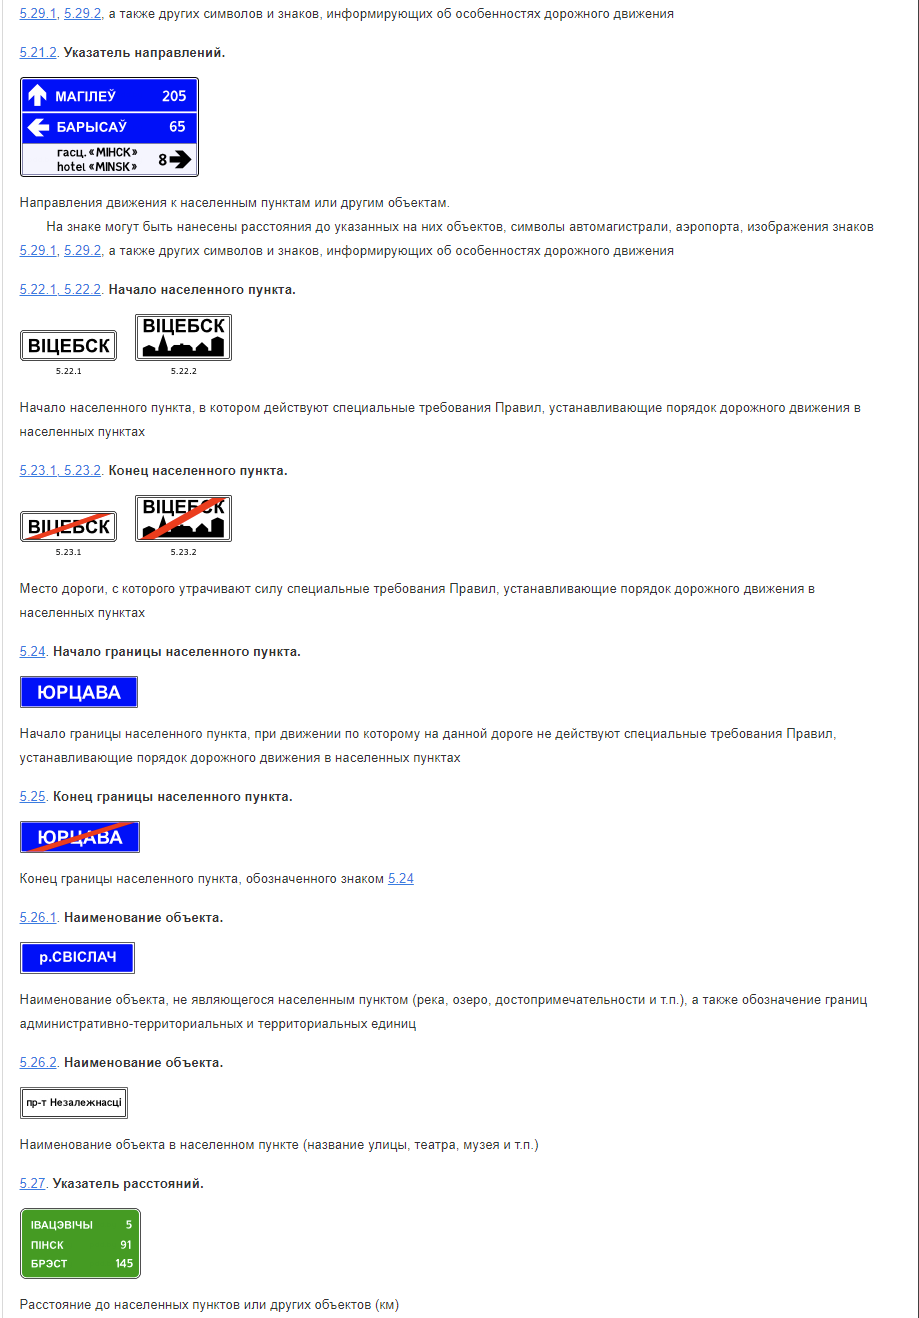 5.29.1, 5.29.2, а также других символов и знаков, информирующих об особенностях дорожного движения
5.21.2. Указатель направлений.
МАГІЛЕЎ 205
БАРЫСАЎ 65
гасц. «МІНСК»
hotel «MINSK» 8
Направления движения к населенным пунктам или другим объектам.
На знаке могут быть нанесены расстояния до указанных на них объектов, символы автомагистрали, аэропорта, изображения знаков
5.29.1, 5.29.2, а также других символов и знаков, информирующих об особенностях дорожного движения
5.22.1, 5.22.2. Начало населенного пункта.
ВІЦЕБСК ВІЦЕБСК
5.22.1 5.22.2
Начало населенного пункта, в котором действуют специальные требования Правил, устанавливающие порядок дорожного движения в
населенных пунктах
5.23.1, 5.23.2. Конец населенного пункта.
ВІЦЕБСК ВІЦЕБСК
5.23.1 5.23.2
Место дороги, с которого утрачивают силу специальные требования Правил, устанавливающие порядок дорожного движения в
населенных пунктах
5.24. Начало границы населенного пункта.
ЮРЦАВА
Начало границы населенного пункта, при движении по которому на данной дороге не действуют специальные требования Правил,
устанавливающие порядок дорожного движения в населенных пунктах
5.25. Конец границы населенного пункта.
ЮРЦАВА
Конец границы населенного пункта, обозначенного знаком 5.24
5.26.1. Наименование объекта.
р.СВІСЛАЧ
Наименование объекта, не являющегося населенным пунктом (река, озеро, достопримечательности и т.п.), а также обозначение границ
административно-территориальных и территориальных единиц
5.26.2. Наименование объекта.
пр-т Незалежнасці
Наименование объекта в населенном пункте (название улицы, театра, музея и т.п.)
5.27. Указатель расстояний.
ІВАЦЭВІЧЫ 5
ПІНСК 91
БРЭСТ 145
Расстояние до населенных пунктов или других объектов (км)